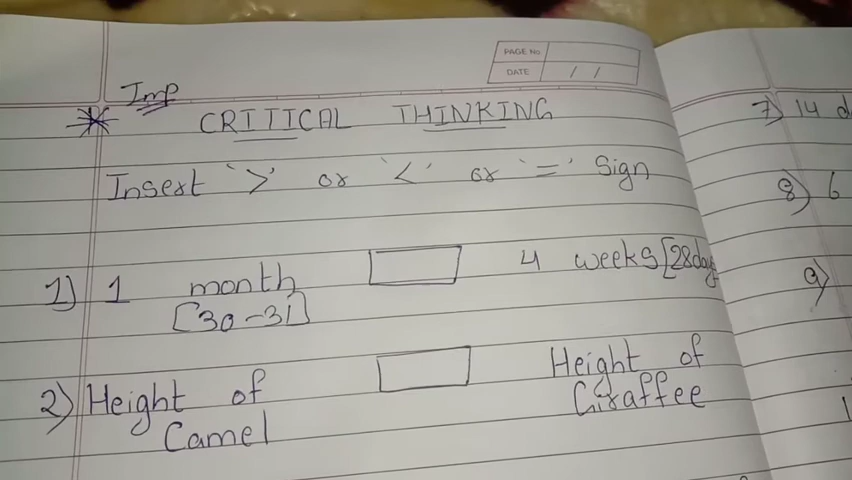 PAGE No.
DATE / /
Imp
CRITICAL THINKING
Insert '>' or '<' or '=' Sign
1) 1 month 4 weeks [28day
[30-31]
2) Height of Height of
Camel Giraffee
7) 14 d
8) 6
9)